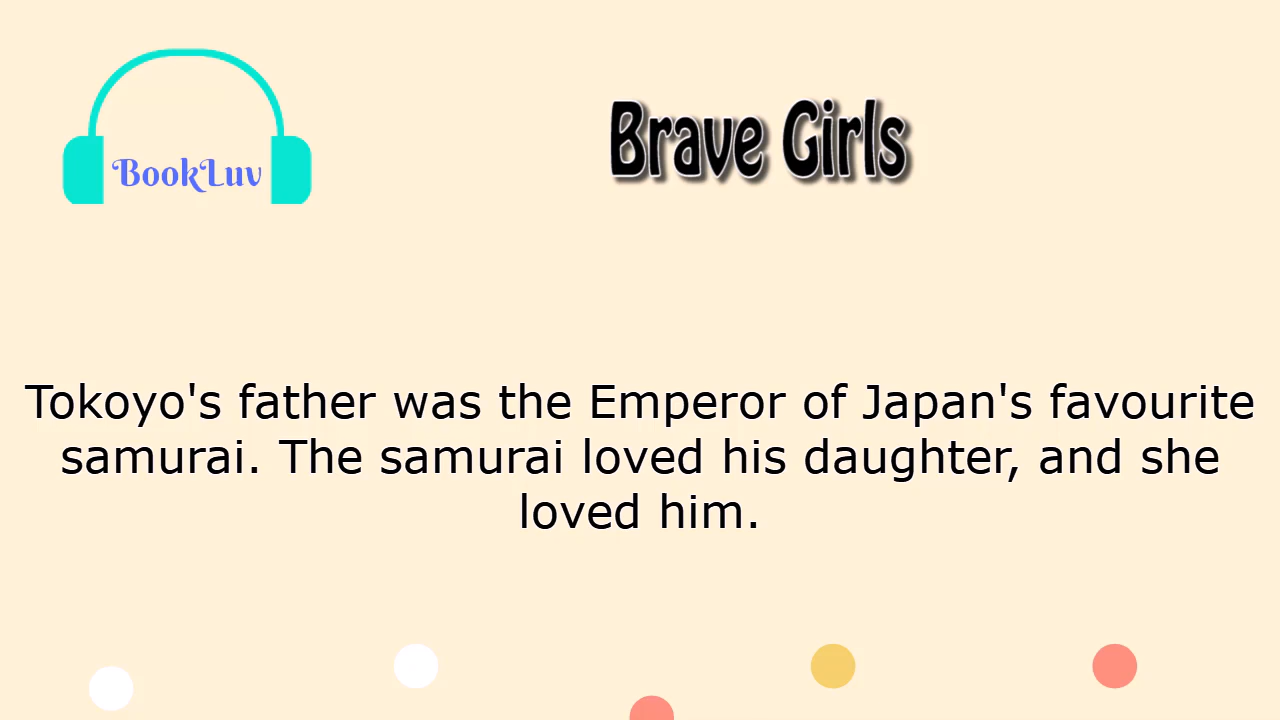 BookLuv
Brave Girls
Tokoyo's father was the Emperor of Japan's favourite
samurai. The samurai loved his daughter, and she
loved him.